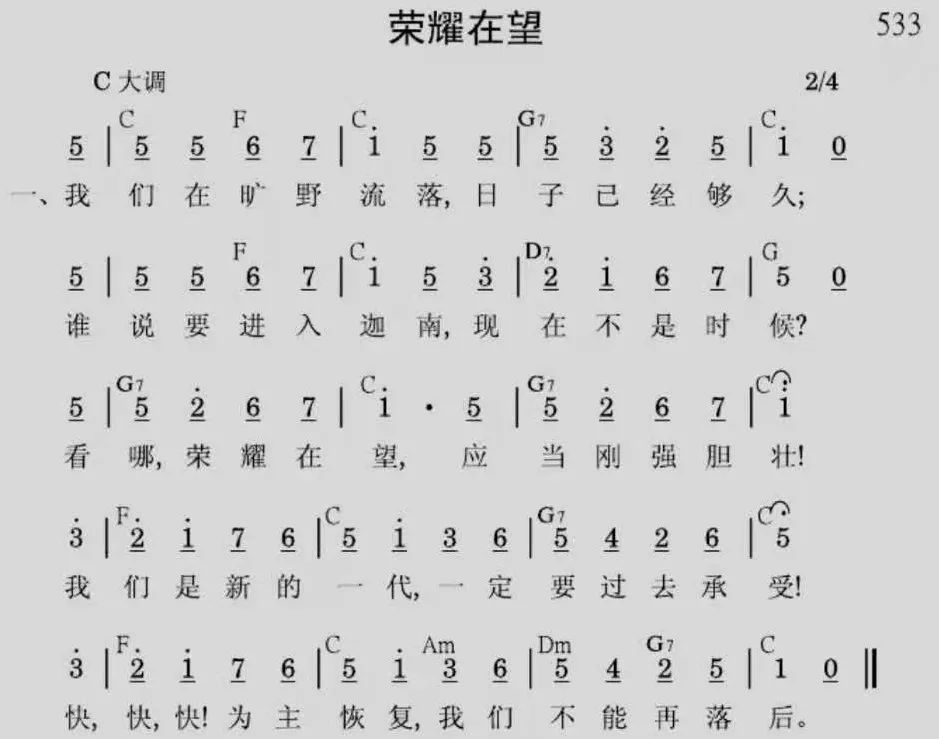 荣耀在望 533
C 大调 2/4
C F C G7 C
5 | 5 5 6 7 | i 5 5 | 5 3 2 5 | i 0
一、我 们 在 旷 野 流 落, 日 子 已 经 够 久;
F C D7 G
5 | 5 5 6 7 | i 5 3 | 2 i 6 7 | 5 0
谁 说 要 进 入 迦 南, 现 在 不 是 时 候?
G7 C G7 C
5 | 5 2 6 7 | i · 5 | 5 2 6 7 | i
看 哪, 荣 耀 在 望, 应 当 刚 强 胆 壮!
F C G7 C
3 | 2 i 7 6 | 5 i 3 6 | 5 4 2 6 | 5
我 们 是 新 的 一 代, 一 定 要 过 去 承 受!
F C Am Dm G7 C
3 | 2 i 7 6 | 5 i 3 6 | 5 4 2 5 | 1 0 ‖
快, 快, 快! 为 主 恢 复, 我 们 不 能 再 落 后。